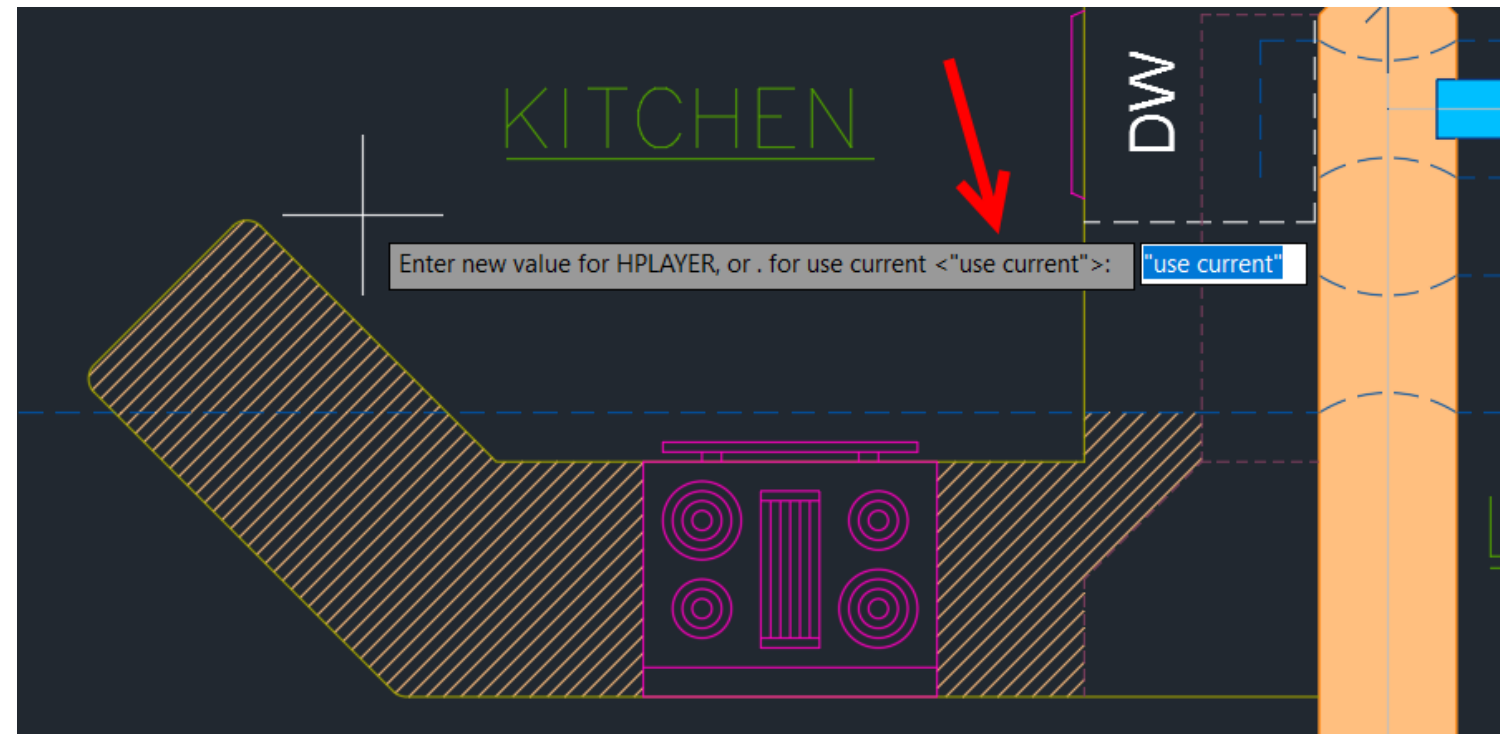 KITCHEN
DW
Enter new value for HPLAYER, or . for use current <"use current">: "use current"